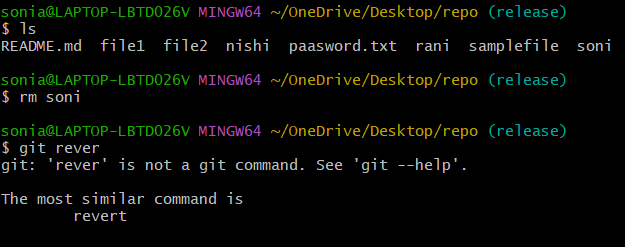 sonia@LAPTOP-LBTD026V MINGW64 ~/OneDrive/Desktop/repo (release)
$ ls
README.md  file1  file2  nishi  paasword.txt  rani  samplefile  soni
sonia@LAPTOP-LBTD026V MINGW64 ~/OneDrive/Desktop/repo (release)
$ rm soni
sonia@LAPTOP-LBTD026V MINGW64 ~/OneDrive/Desktop/repo (release)
$ git rever
git: 'rever' is not a git command. See 'git --help'.
The most similar command is
        revert